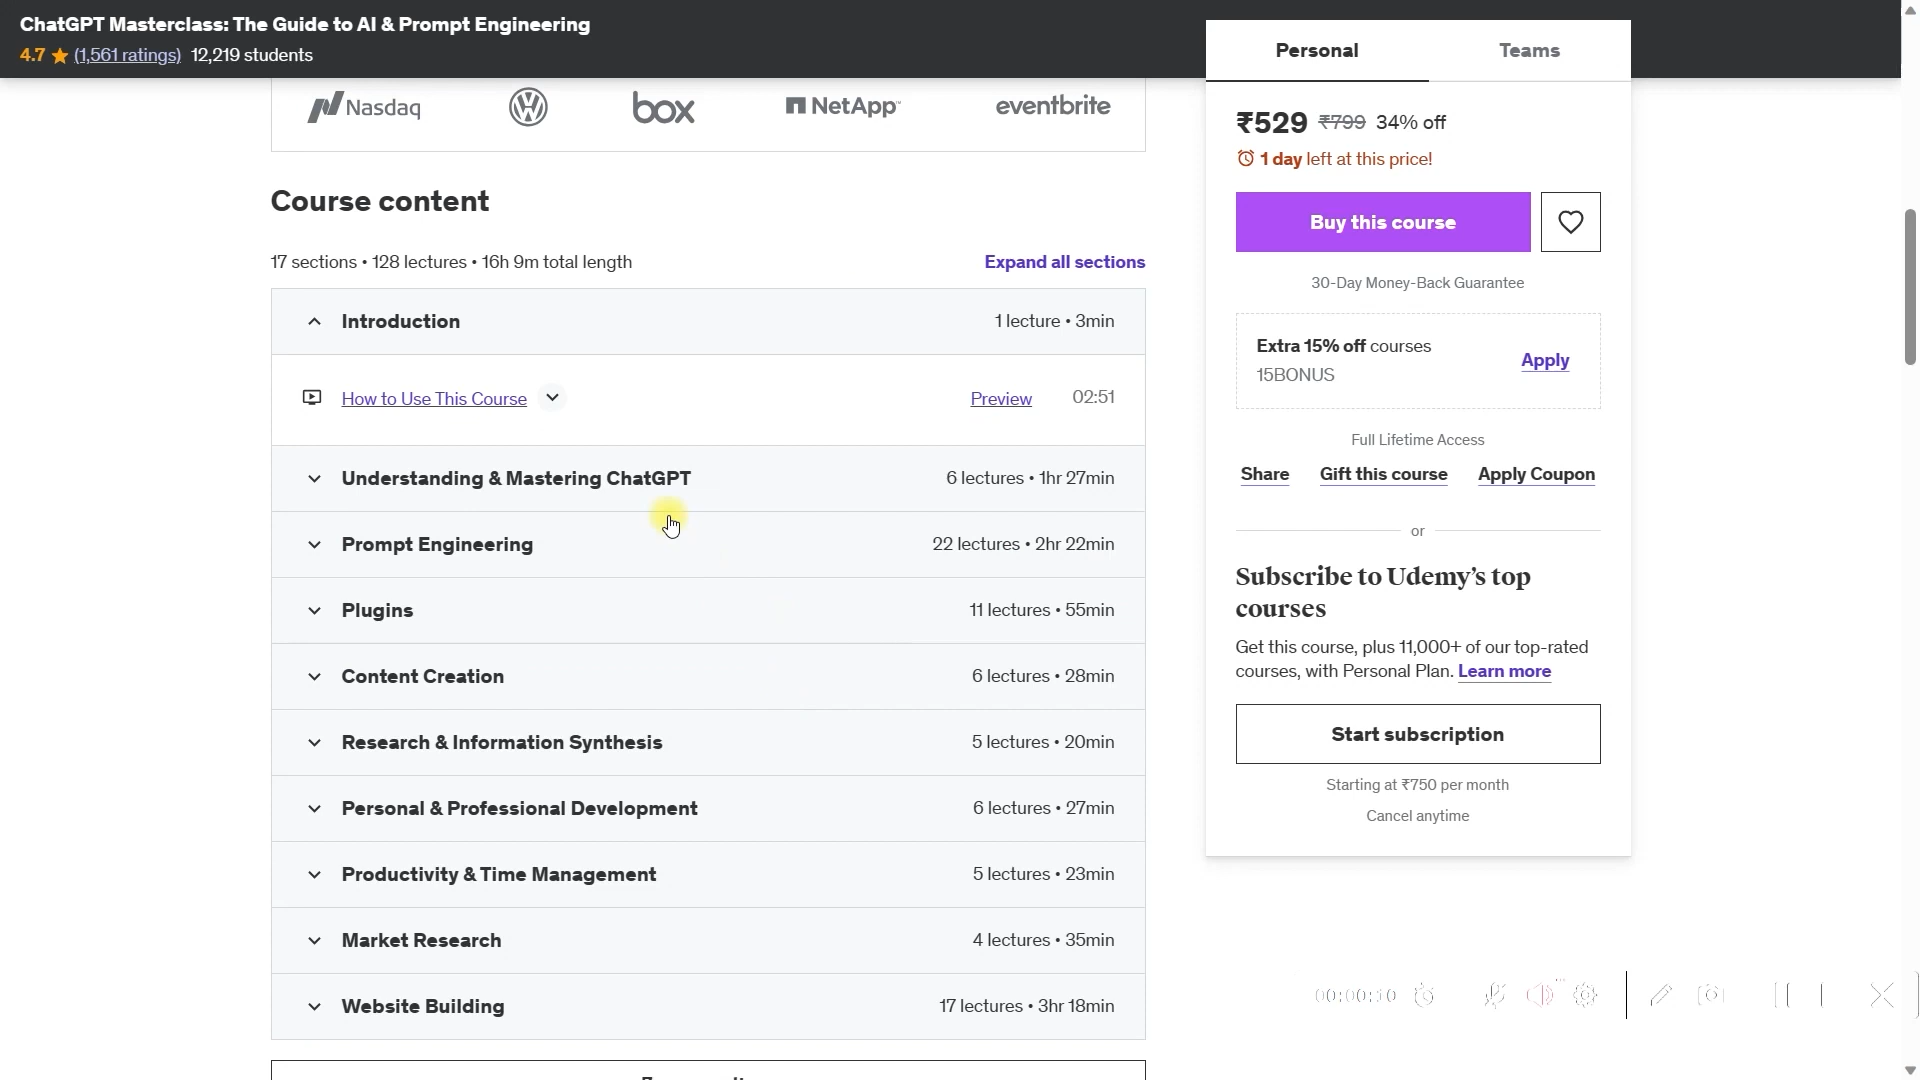 ChatGPT Masterclass: The Guide to AI & Prompt Engineering
4.7 (1,561 ratings) 12,219 students
Personal Teams
Nasdaq box NetApp eventbrite
₹529 ₹799 34% off
1 day left at this price!
Buy this course
30-Day Money-Back Guarantee
Extra 15% off courses
15BONUS
Apply
Full Lifetime Access
Share Gift this course Apply Coupon
or
Subscribe to Udemy’s top
courses
Get this course, plus 11,000+ of our top-rated
courses, with Personal Plan. Learn more
Start subscription
Starting at ₹750 per month
Cancel anytime
Course content
17 sections • 128 lectures • 16h 9m total length Expand all sections
Introduction 1 lecture • 3min
How to Use This Course Preview 02:51
Understanding & Mastering ChatGPT 6 lectures • 1hr 27min
Prompt Engineering 22 lectures • 2hr 22min
Plugins 11 lectures • 55min
Content Creation 6 lectures • 28min
Research & Information Synthesis 5 lectures • 20min
Personal & Professional Development 6 lectures • 27min
Productivity & Time Management 5 lectures • 23min
Market Research 4 lectures • 35min
Website Building 17 lectures • 3hr 18min
00:00:10